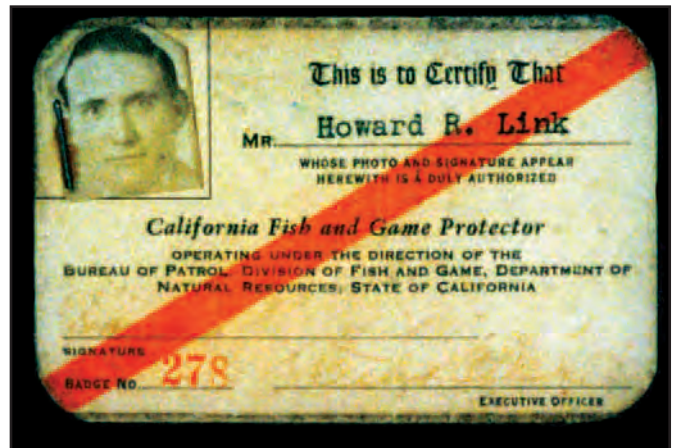 This is to Certify That
MR. Howard R. Link
WHOSE PHOTO AND SIGNATURE APPEAR
HEREWITH IS A DULY AUTHORIZED
California Fish and Game Protector
OPERATING UNDER THE DIRECTION OF THE
BUREAU OF PATROL, DIVISION OF FISH AND GAME, DEPARTMENT OF
NATURAL RESOURCES, STATE OF CALIFORNIA
SIGNATURE
BADGE NO. 278
EXECUTIVE OFFICER